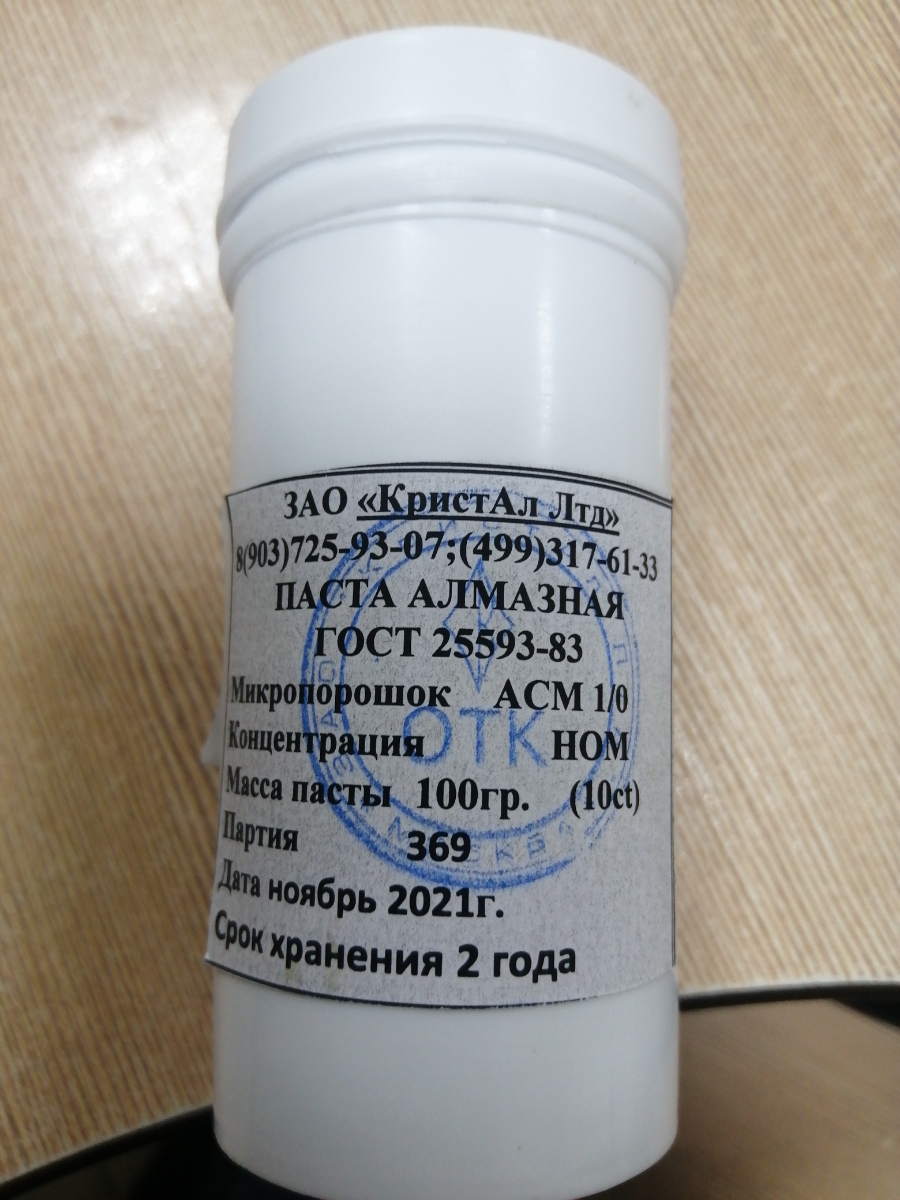 ЗАО «КристАл Лтд»
8(903)725-93-07;(499)317-61-33
ПАСТА АЛМАЗНАЯ
ГОСТ 25593-83
Микропорошок АСМ 1/0
Концентрация НОМ
Масса пасты 100гр. (10ct)
Партия 369
Дата ноябрь 2021г.
Срок хранения 2 года
ОТК